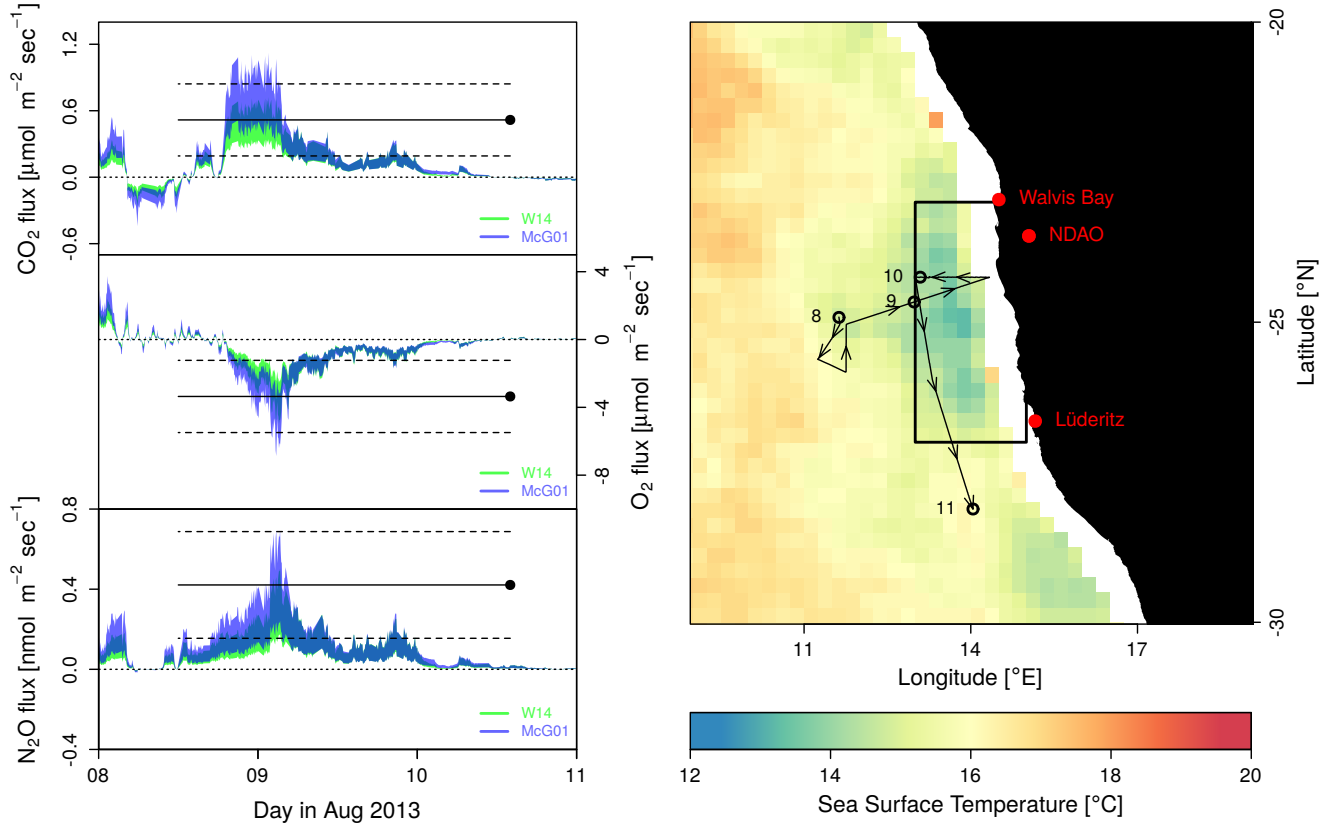 CO₂ flux [µmol m⁻² sec⁻¹]
1.2
0.6
0.0
-0.6
W14
McG01
O₂ flux [µmol m⁻² sec⁻¹]
4
0
-4
-8
W14
McG01
N₂O flux [nmol m⁻² sec⁻¹]
0.8
0.4
0.0
-0.4
W14
McG01
08 09 10 11
Day in Aug 2013
Walvis Bay
NDAO
Lüderitz
8
9
10
11
-20
-25
-30
Latitude [°N]
11 14 17
Longitude [°E]
12 14 16 18 20
Sea Surface Temperature [°C]